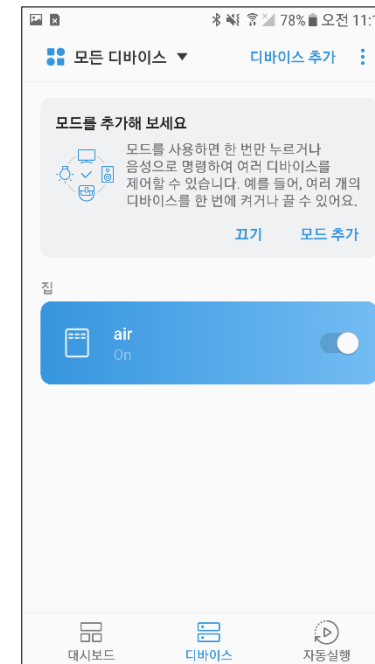 78% 오전 11:1
모든 디바이스 ▼ 디바이스 추가
모드를 추가해 보세요
모드를 사용하면 한 번만 누르거나
음성으로 명령하여 여러 디바이스를
제어할 수 있습니다. 예를 들어, 여러 개의
디바이스를 한 번에 켜거나 끌 수 있어요.
끄기 모드 추가
집
air
On
대시보드 디바이스 자동실행